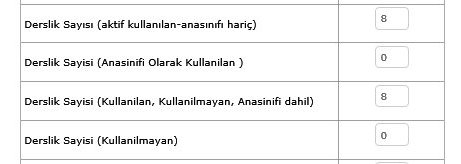 Derslik Sayısı (aktif kullanılan-anasınıfı hariç) 8
Derslik Sayisi (Anasinifi Olarak Kullanilan ) 0
Derslik Sayisi (Kullanilan, Kullanilmayan, Anasinifi dahil) 8
Derslik Sayisi (Kullanilmayan) 0